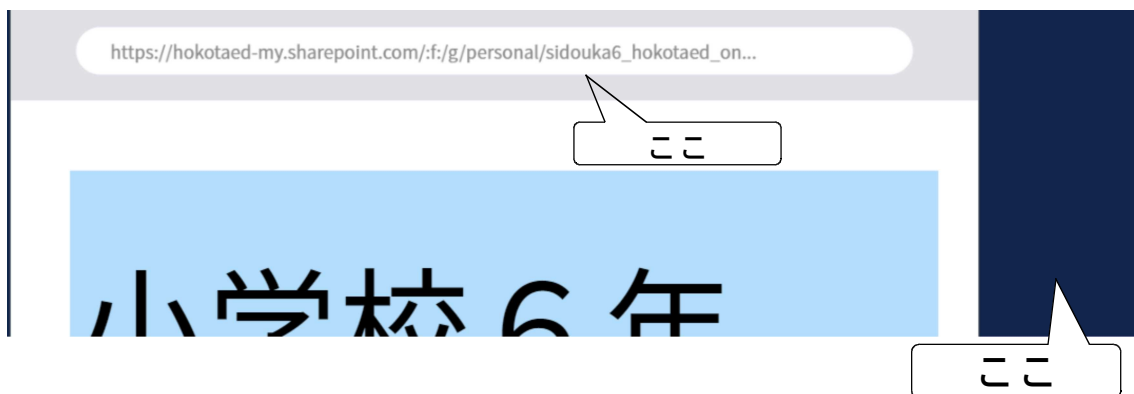 https://hokotaed-my.sharepoint.com/:f:/g/personal/sidouka6_hokotaed_on...
ここ
小学校６年
ここ